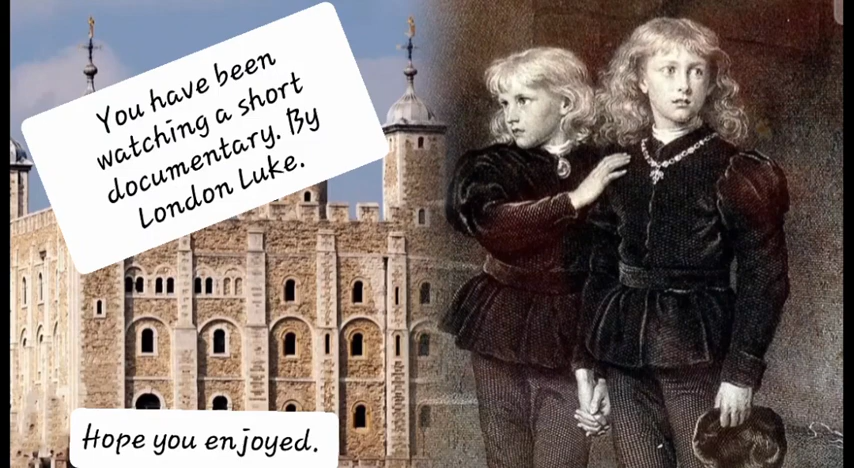 You have been
watching a short
documentary. By
London Luke.
Hope you enjoyed.